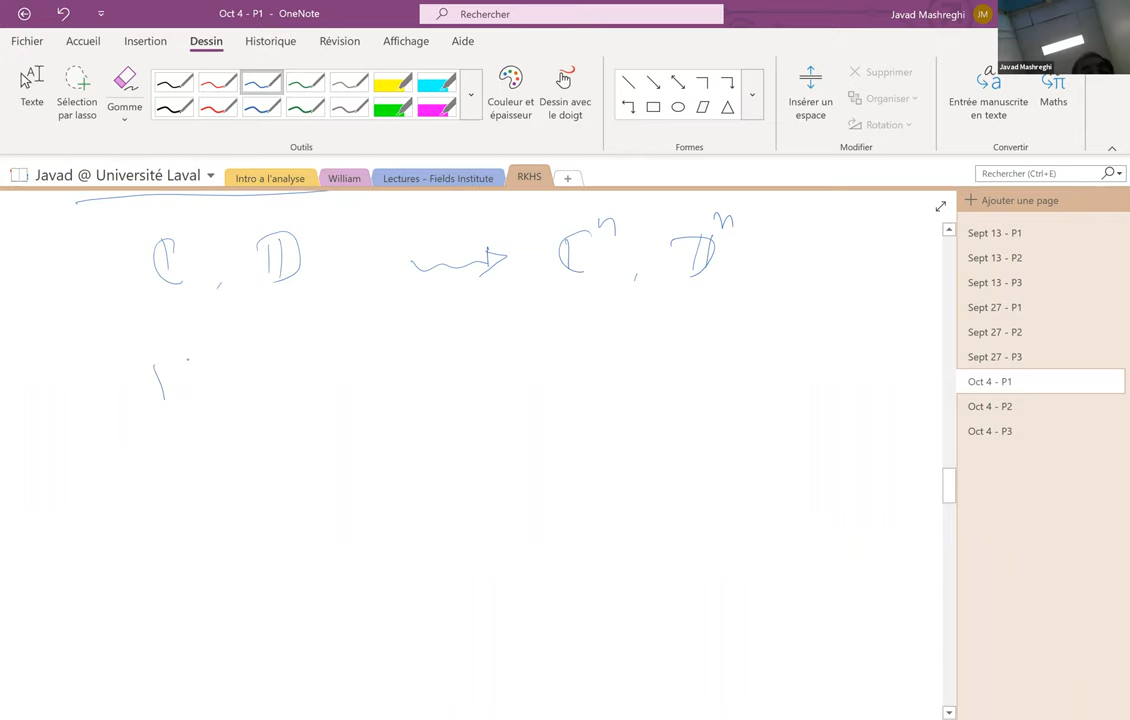 Oct 4 - P1 - OneNote
Rechercher
Javad Mashreghi
JM
Javad Mashreghi
Fichier
Accueil
Insertion
Dessin
Historique
Révision
Affichage
Aide
Texte
Sélection par lasso
Gomme
Couleur et épaisseur
Dessin avec le doigt
Insérer un espace
Supprimer
Organiser
Rotation
Entrée manuscrite en texte
Maths
Outils
Formes
Modifier
Convertir
Javad @ Université Laval
Intro a l'analyse
William
Lectures - Fields Institute
RKHS
Rechercher (Ctrl+E)
Ajouter une page
ℂ , 𝔻 ⇝ ℂⁿ , 𝔻ⁿ
Sept 13 - P1
Sept 13 - P2
Sept 13 - P3
Sept 27 - P1
Sept 27 - P2
Sept 27 - P3
Oct 4 - P1
Oct 4 - P2
Oct 4 - P3